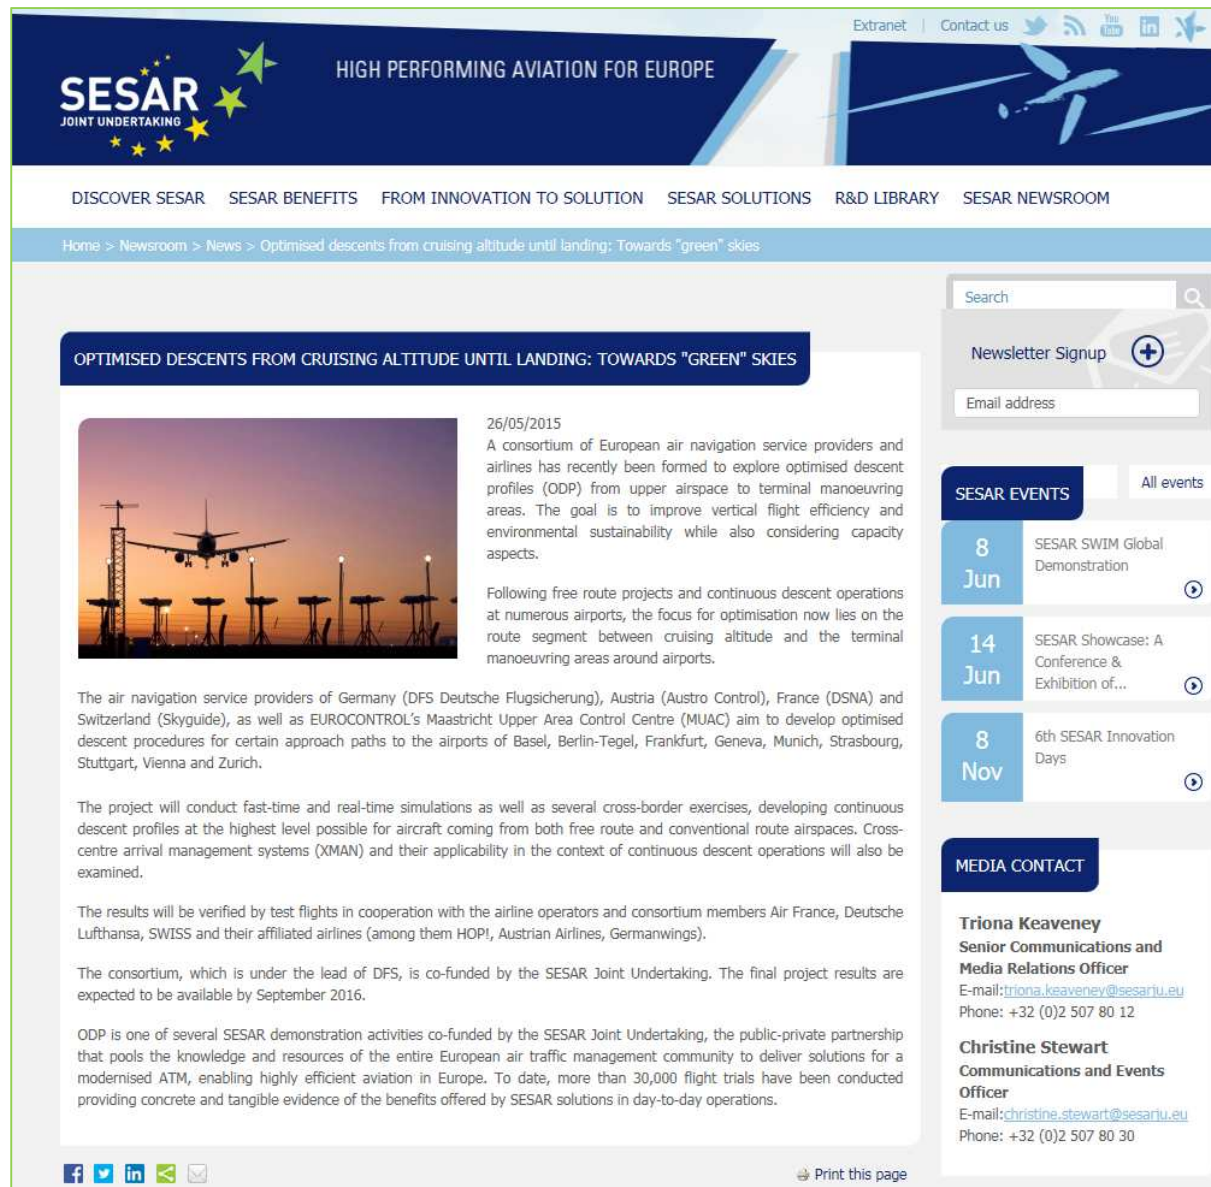 Extranet | Contact us
You
Tube
in
SESAR
JOINT UNDERTAKING
HIGH PERFORMING AVIATION FOR EUROPE
DISCOVER SESAR SESAR BENEFITS FROM INNOVATION TO SOLUTION SESAR SOLUTIONS R&D LIBRARY SESAR NEWSROOM
Home > Newsroom > News > Optimised descents from cruising altitude until landing: Towards "green" skies
OPTIMISED DESCENTS FROM CRUISING ALTITUDE UNTIL LANDING: TOWARDS "GREEN" SKIES
26/05/2015
A consortium of European air navigation service providers and
airlines has recently been formed to explore optimised descent
profiles (ODP) from upper airspace to terminal manoeuvring
areas. The goal is to improve vertical flight efficiency and
environmental sustainability while also considering capacity
aspects.
Following free route projects and continuous descent operations
at numerous airports, the focus for optimisation now lies on the
route segment between cruising altitude and the terminal
manoeuvring areas around airports.
The air navigation service providers of Germany (DFS Deutsche Flugsicherung), Austria (Austro Control), France (DSNA) and
Switzerland (Skyguide), as well as EUROCONTROL's Maastricht Upper Area Control Centre (MUAC) aim to develop optimised
descent procedures for certain approach paths to the airports of Basel, Berlin-Tegel, Frankfurt, Geneva, Munich, Strasbourg,
Stuttgart, Vienna and Zurich.
The project will conduct fast-time and real-time simulations as well as several cross-border exercises, developing continuous
descent profiles at the highest level possible for aircraft coming from both free route and conventional route airspaces. Cross-
centre arrival management systems (XMAN) and their applicability in the context of continuous descent operations will also be
examined.
The results will be verified by test flights in cooperation with the airline operators and consortium members Air France, Deutsche
Lufthansa, SWISS and their affiliated airlines (among them HOP!, Austrian Airlines, Germanwings).
The consortium, which is under the lead of DFS, is co-funded by the SESAR Joint Undertaking. The final project results are
expected to be available by September 2016.
ODP is one of several SESAR demonstration activities co-funded by the SESAR Joint Undertaking, the public-private partnership
that pools the knowledge and resources of the entire European air traffic management community to deliver solutions for a
modernised ATM, enabling highly efficient aviation in Europe. To date, more than 30,000 flight trials have been conducted
providing concrete and tangible evidence of the benefits offered by SESAR solutions in day-to-day operations.
f
in
Print this page
Search
Newsletter Signup
Email address
SESAR EVENTS
All events
8
Jun
SESAR SWIM Global
Demonstration
14
Jun
SESAR Showcase: A
Conference &
Exhibition of...
8
Nov
6th SESAR Innovation
Days
MEDIA CONTACT
Triona Keaveney
Senior Communications and
Media Relations Officer
E-mail:triona.keaveney@sesarju.eu
Phone: +32 (0)2 507 80 12
Christine Stewart
Communications and Events
Officer
E-mail:christine.stewart@sesarju.eu
Phone: +32 (0)2 507 80 30